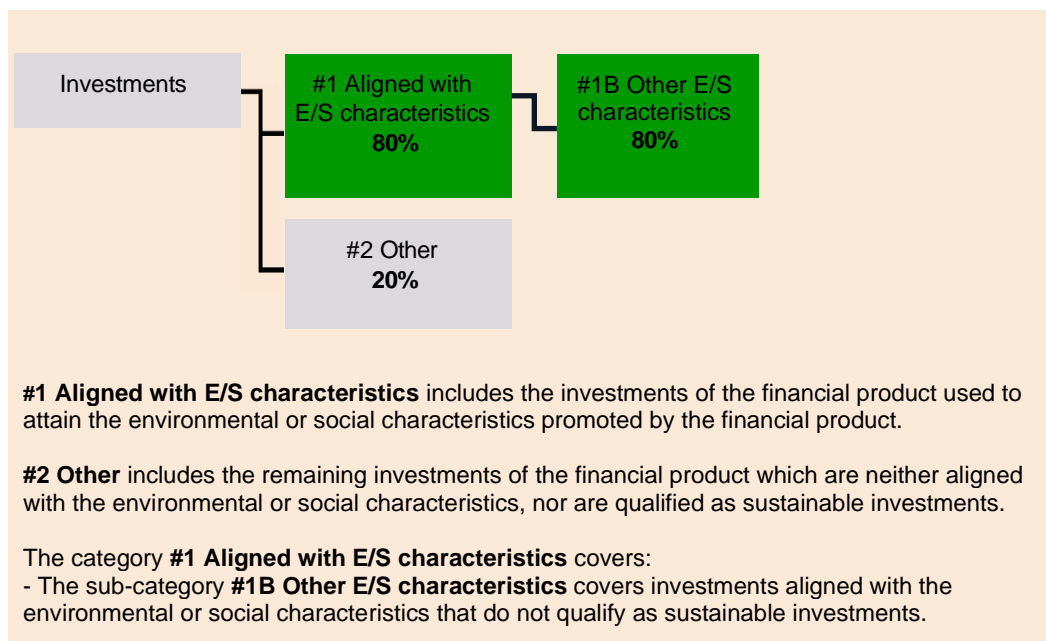 Investments
#1 Aligned with
E/S characteristics
80%
#1B Other E/S
characteristics
80%
#2 Other
20%
#1 Aligned with E/S characteristics includes the investments of the financial product used to
attain the environmental or social characteristics promoted by the financial product.
#2 Other includes the remaining investments of the financial product which are neither aligned
with the environmental or social characteristics, nor are qualified as sustainable investments.
The category #1 Aligned with E/S characteristics covers:
- The sub-category #1B Other E/S characteristics covers investments aligned with the
environmental or social characteristics that do not qualify as sustainable investments.